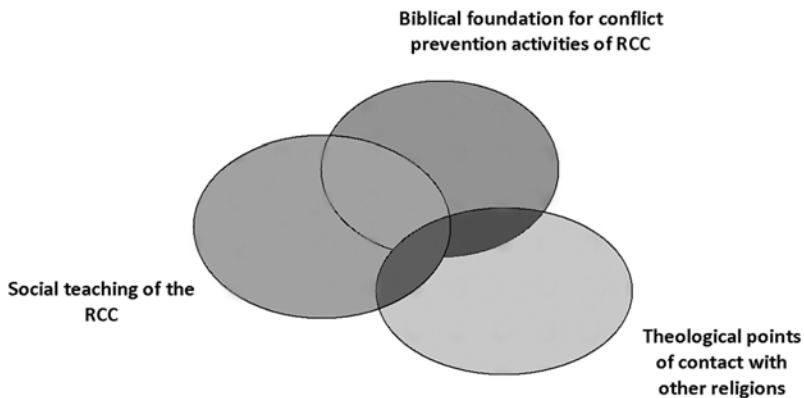 Biblical foundation for conflict
prevention activities of RCC
Social teaching of the
RCC
Theological points
of contact with
other religions